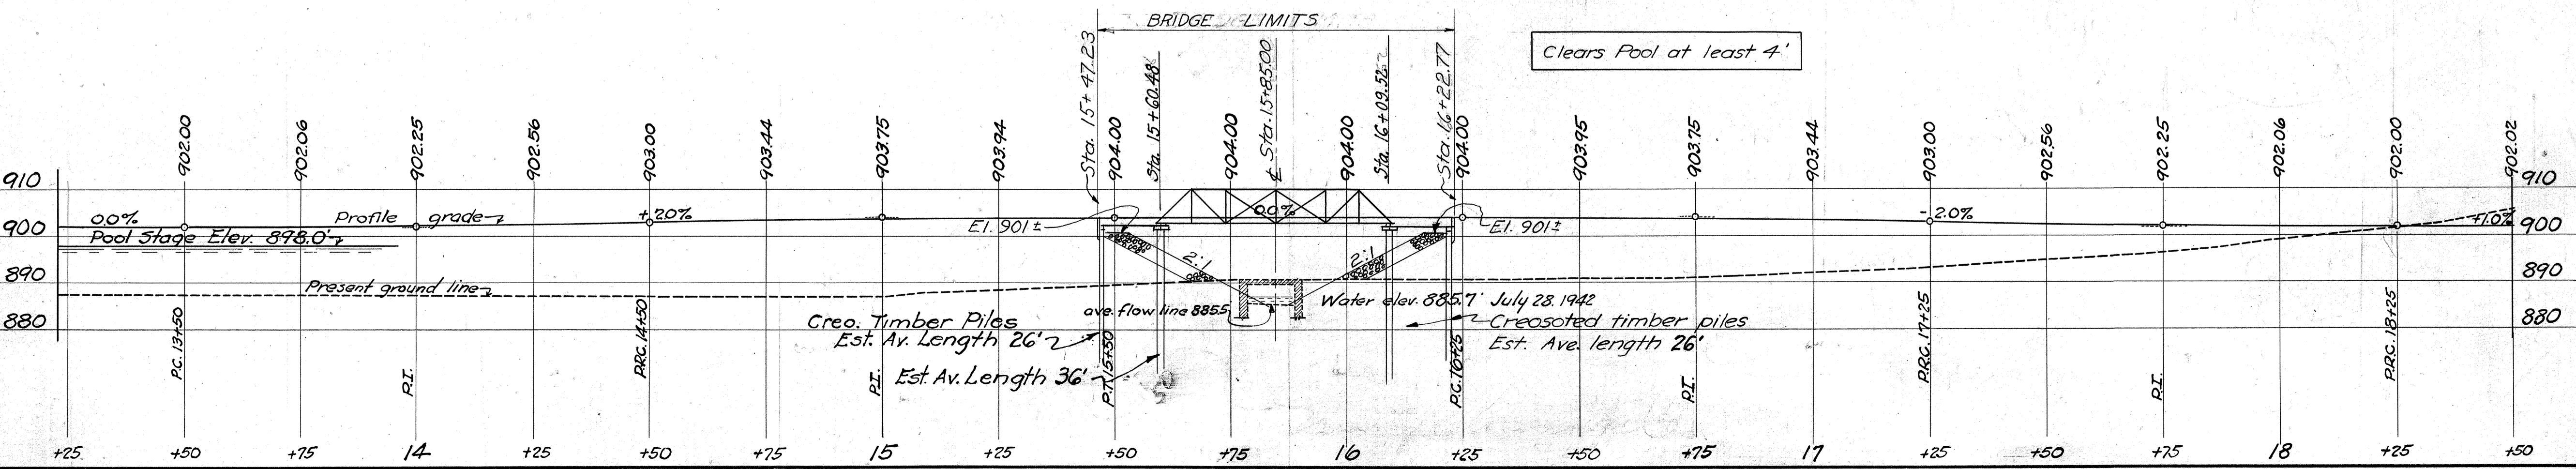 BRIDGE LIMITS
Clears Pool at least 4'
Sta. 15+47.23
Sta. 15+60.48
℄ Sta. 15+85.00
Sta. 16+09.52
Sta. 16+22.77
902.00
902.06
902.25
902.56
903.00
903.44
903.75
903.94
904.00
904.00
904.00
904.00
903.95
903.75
903.44
903.00
902.56
902.25
902.06
902.00
902.02
910
910
0.0%
Profile grade
+2.0%
0.0%
-2.0%
+1.0%
El. 901±
El. 901±
900
900
Pool Stage Elev. 898.0'
2:1
2:1
890
890
Present ground line
ave. flow line 885.5
Water elev. 885.7' July 28, 1942
880
880
Creo. Timber Piles
Est. Av. Length 26'
Est. Av. Length 36'
Creosoted timber piles
Est. Ave. length 26'
P.C. 13+50
P.I.
P.R.C. 14+50
P.I.
P.T. 15+50
P.C. 16+25
P.I.
P.R.C. 17+25
P.I.
P.R.C. 18+25
+25
+50
+75
14
+25
+50
+75
15
+25
+50
+75
16
+25
+50
+75
17
+25
+50
+75
18
+25
+50